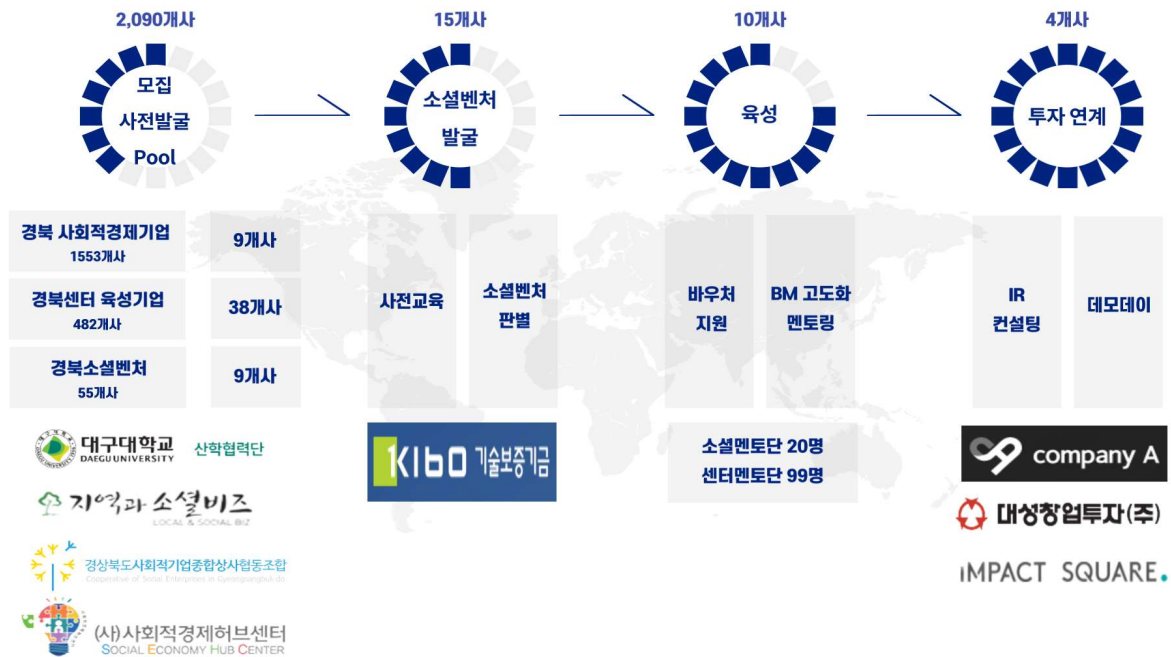 2,090개사
15개사
10개사
4개사
모집
사전발굴
Pool
소셜벤처
발굴
육성
투자 연계
경북 사회적경제기업
1553개사
9개사
경북센터 육성기업
482개사
38개사
경북소셜벤처
55개사
9개사
사전교육
소셜벤처
판별
바우처
지원
BM 고도화
멘토링
IR
컨설팅
데모데이
대구대학교
DAEGU UNIVERSITY
산학협력단
지역과 소셜비즈
LOCAL & SOCIAL BIZ
경상북도사회적기업종합상사협동조합
Cooperative of Social Enterprises in Gyeongsangbuk-do
(사)사회적경제허브센터
SOCIAL ECONOMY HUB CENTER
KIBO 기술보증기금
소셜멘토단 20명
센터멘토단 99명
company A
대성창업투자(주)
IMPACT SQUARE.